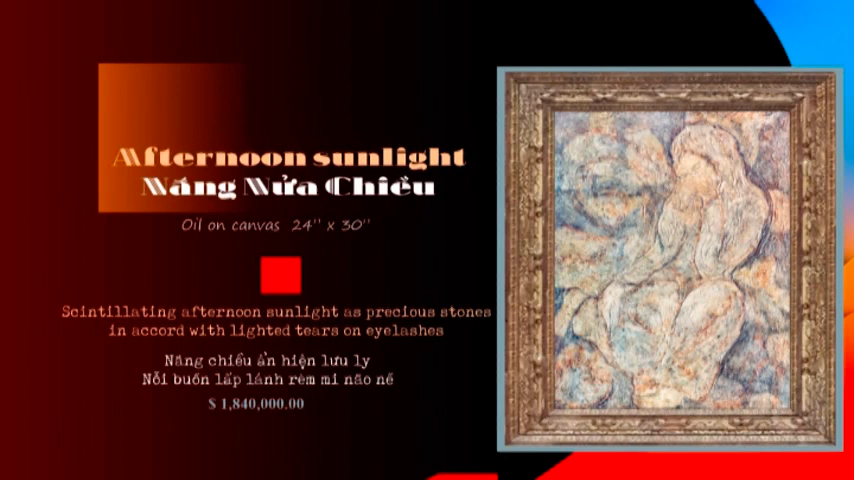 Afternoon sunlight
Nắng Nửa Chiều
Oil on canvas 24'' x 30''
Scintillating afternoon sunlight as precious stones
in accord with lighted tears on eyelashes
Nắng chiều ẩn hiện lưu ly
Nỗi buồn lấp lánh rèm mi não nề
$ 1,840,000.00